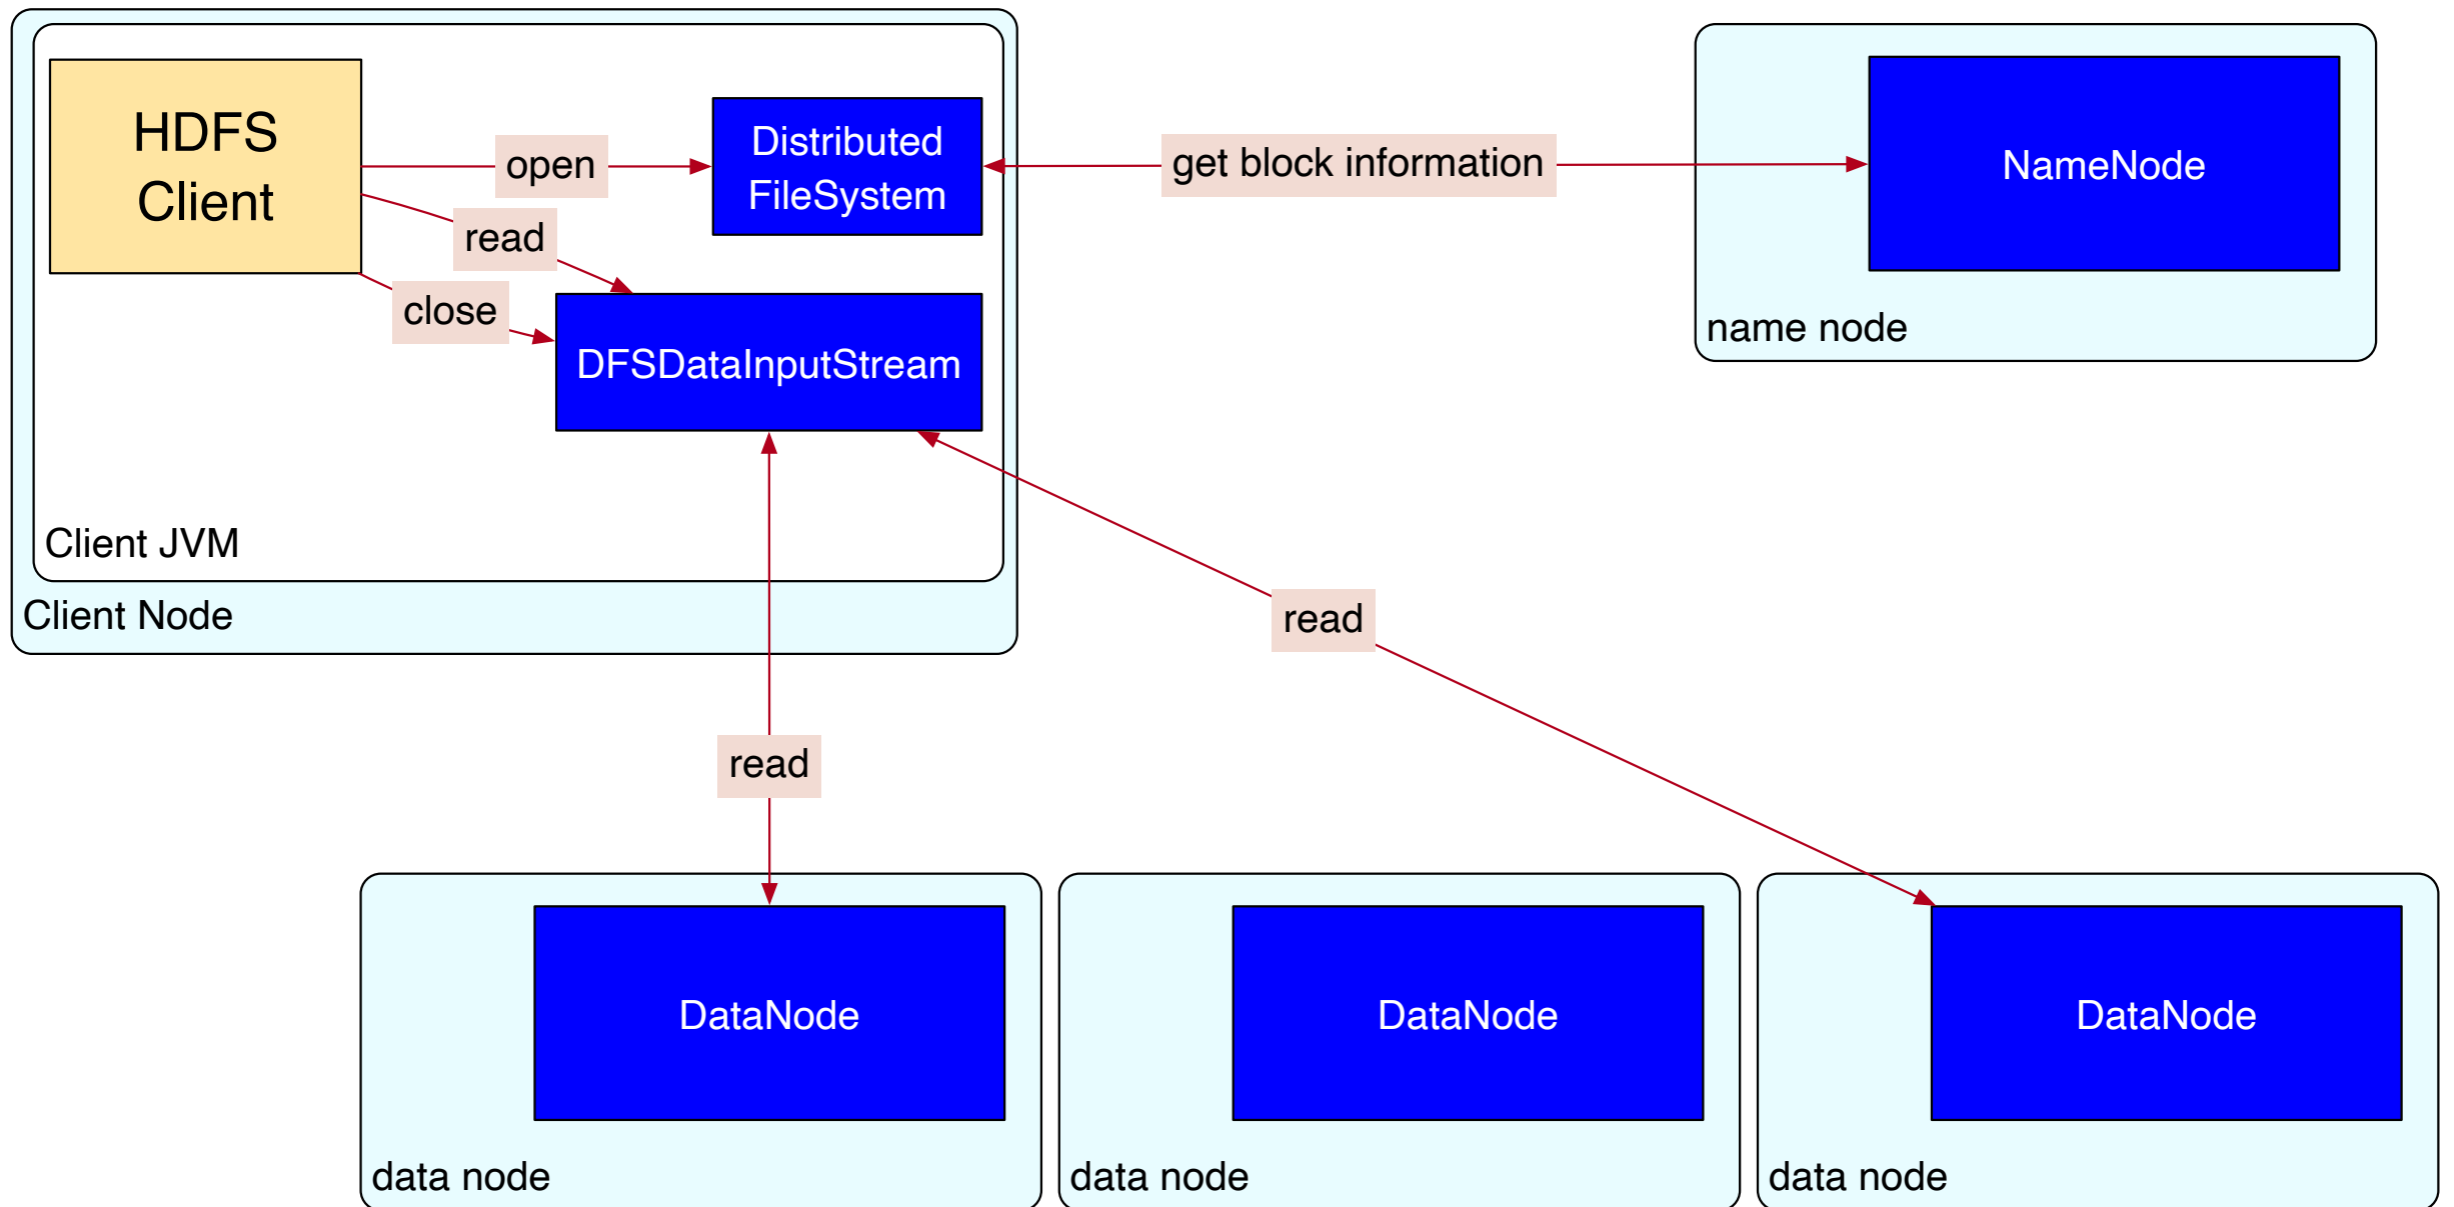 HDFS
Client
open
Distributed
FileSystem
get block information
NameNode
read
close
name node
DFSDataInputStream
Client JVM
Client Node
read
read
DataNode
DataNode
DataNode
data node
data node
data node